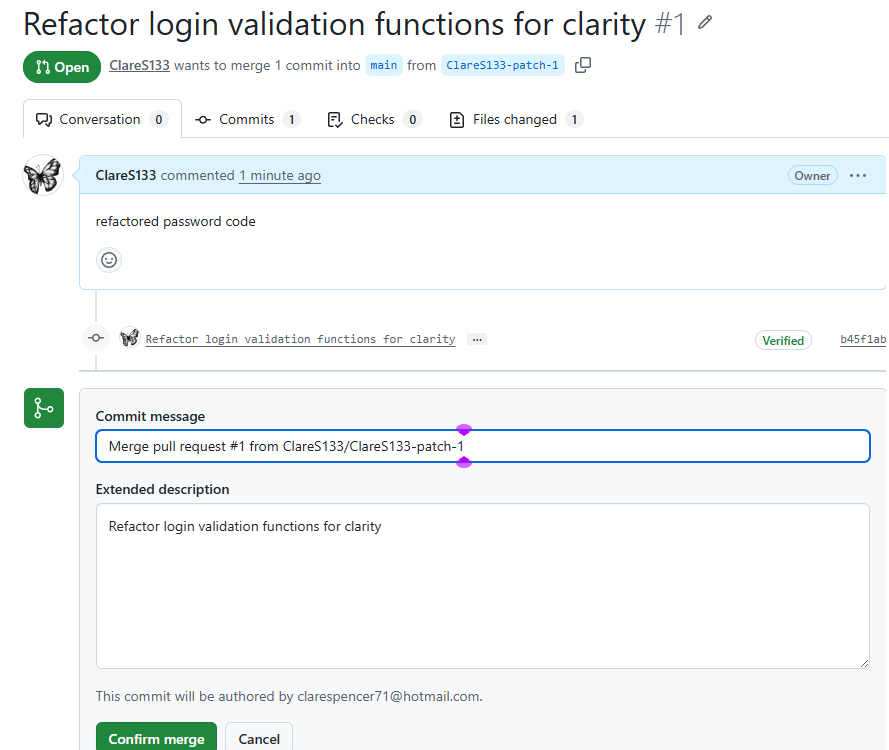 Refactor login validation functions for clarity #1
Open ClareS133 wants to merge 1 commit into main from ClareS133-patch-1
Conversation 0 Commits 1 Checks 0 Files changed 1
ClareS133 commented 1 minute ago Owner ...
refactored password code
Refactor login validation functions for clarity ... Verified b45f1ab
Commit message
Merge pull request #1 from ClareS133/ClareS133-patch-1
Extended description
Refactor login validation functions for clarity
This commit will be authored by clarespencer71@hotmail.com.
Confirm merge Cancel